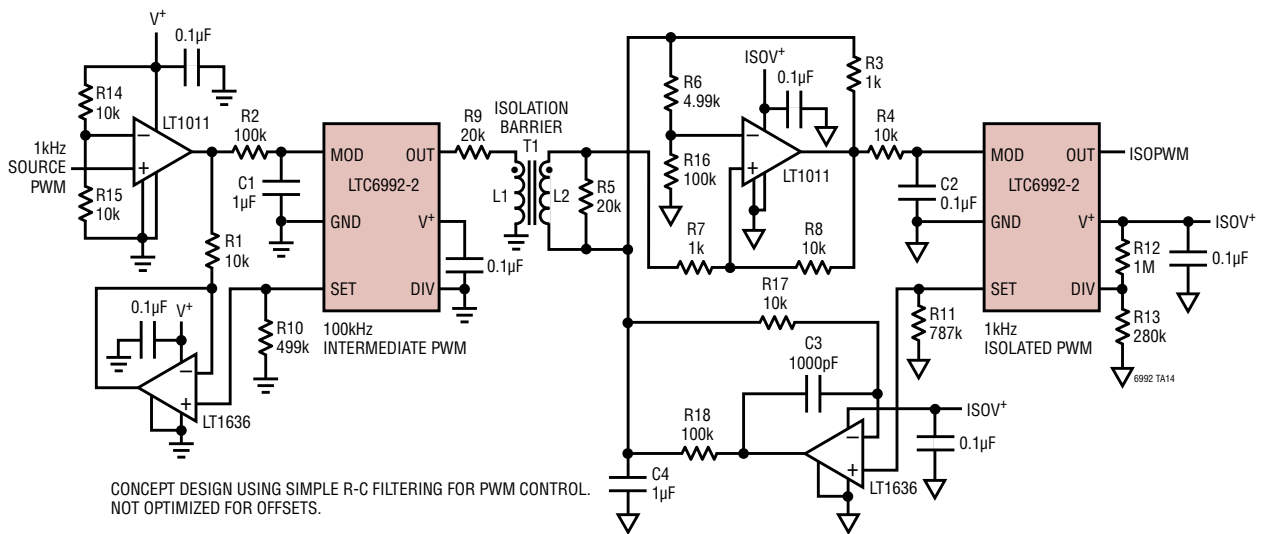 V+
0.1µF
R14
10k
LT1011
1kHz
SOURCE
PWM
R15
10k
R2
100k
C1
1µF
R1
10k
0.1µF
V+
LT1636
R10
499k
MOD
OUT
LTC6992-2
GND
V+
SET
DIV
100kHz
INTERMEDIATE PWM
0.1µF
R9
20k
ISOLATION
BARRIER
T1
L1
L2
R5
20k
R6
4.99k
R16
100k
ISOV+
0.1µF
LT1011
R3
1k
R4
10k
R7
1k
R8
10k
C2
0.1µF
R17
10k
C3
1000pF
R18
100k
C4
1µF
LT1636
ISOV+
0.1µF
R11
787k
MOD
OUT
ISOPWM
LTC6992-2
GND
V+
ISOV+
SET
DIV
1kHz
ISOLATED PWM
R12
1M
0.1µF
R13
280k
6992 TA14
CONCEPT DESIGN USING SIMPLE R-C FILTERING FOR PWM CONTROL.
NOT OPTIMIZED FOR OFFSETS.